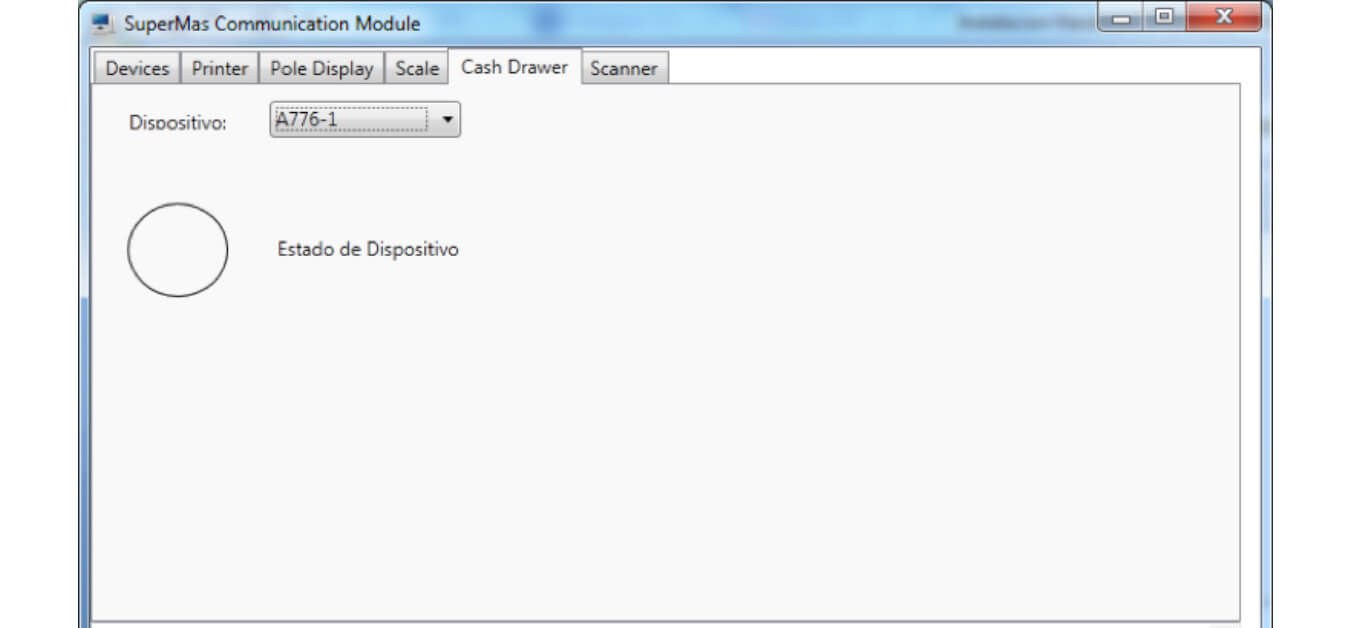 SuperMas Communication Module
Devices Printer Pole Display Scale Cash Drawer Scanner
Dispositivo: A776-1
Estado de Dispositivo